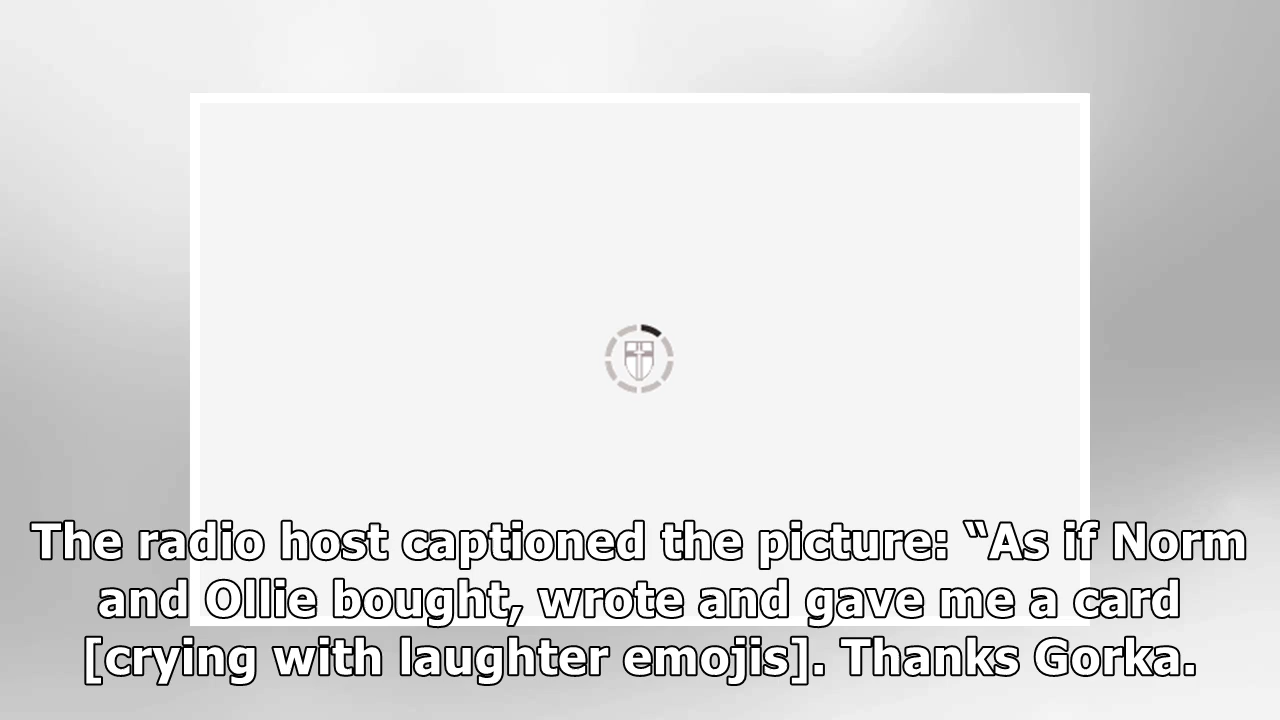 The radio host captioned the picture: “As if Norm
and Ollie bought, wrote and gave me a card
[crying with laughter emojis]. Thanks Gorka.